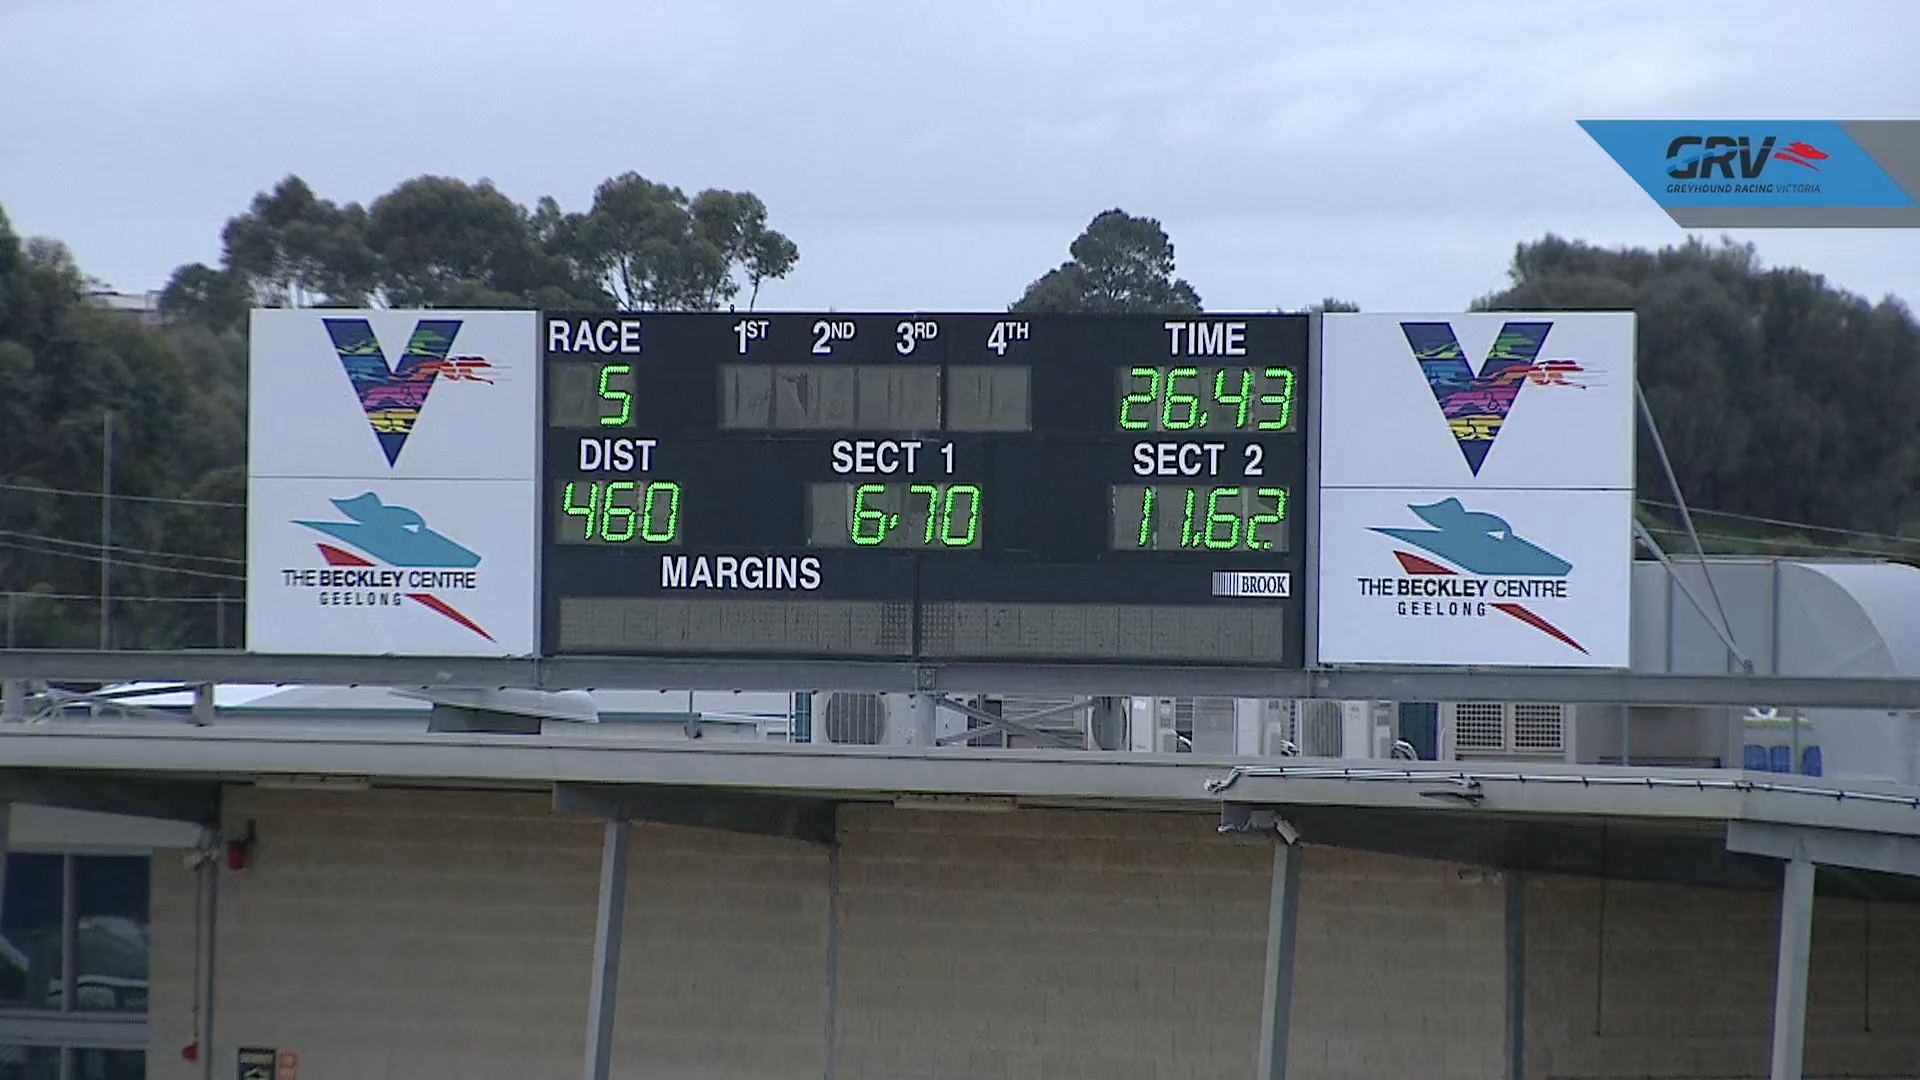 GRV
GREYHOUND RACING VICTORIA
RACE 1ST 2ND 3RD 4TH TIME
5 26.43
DIST SECT 1 SECT 2
460 6.70 11.62
MARGINS
BROOK
V
THE BECKLEY CENTRE
GEELONG
V
THE BECKLEY CENTRE
GEELONG